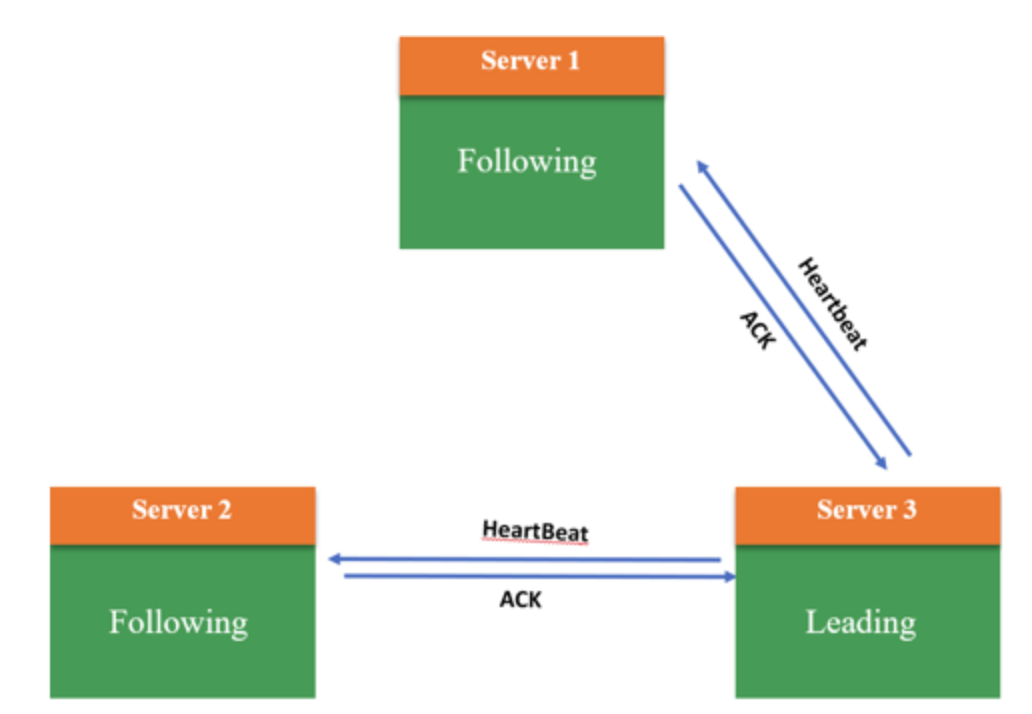 Server 1
Following
Heartbeat
ACK
Server 2
Following
HeartBeat
ACK
Server 3
Leading